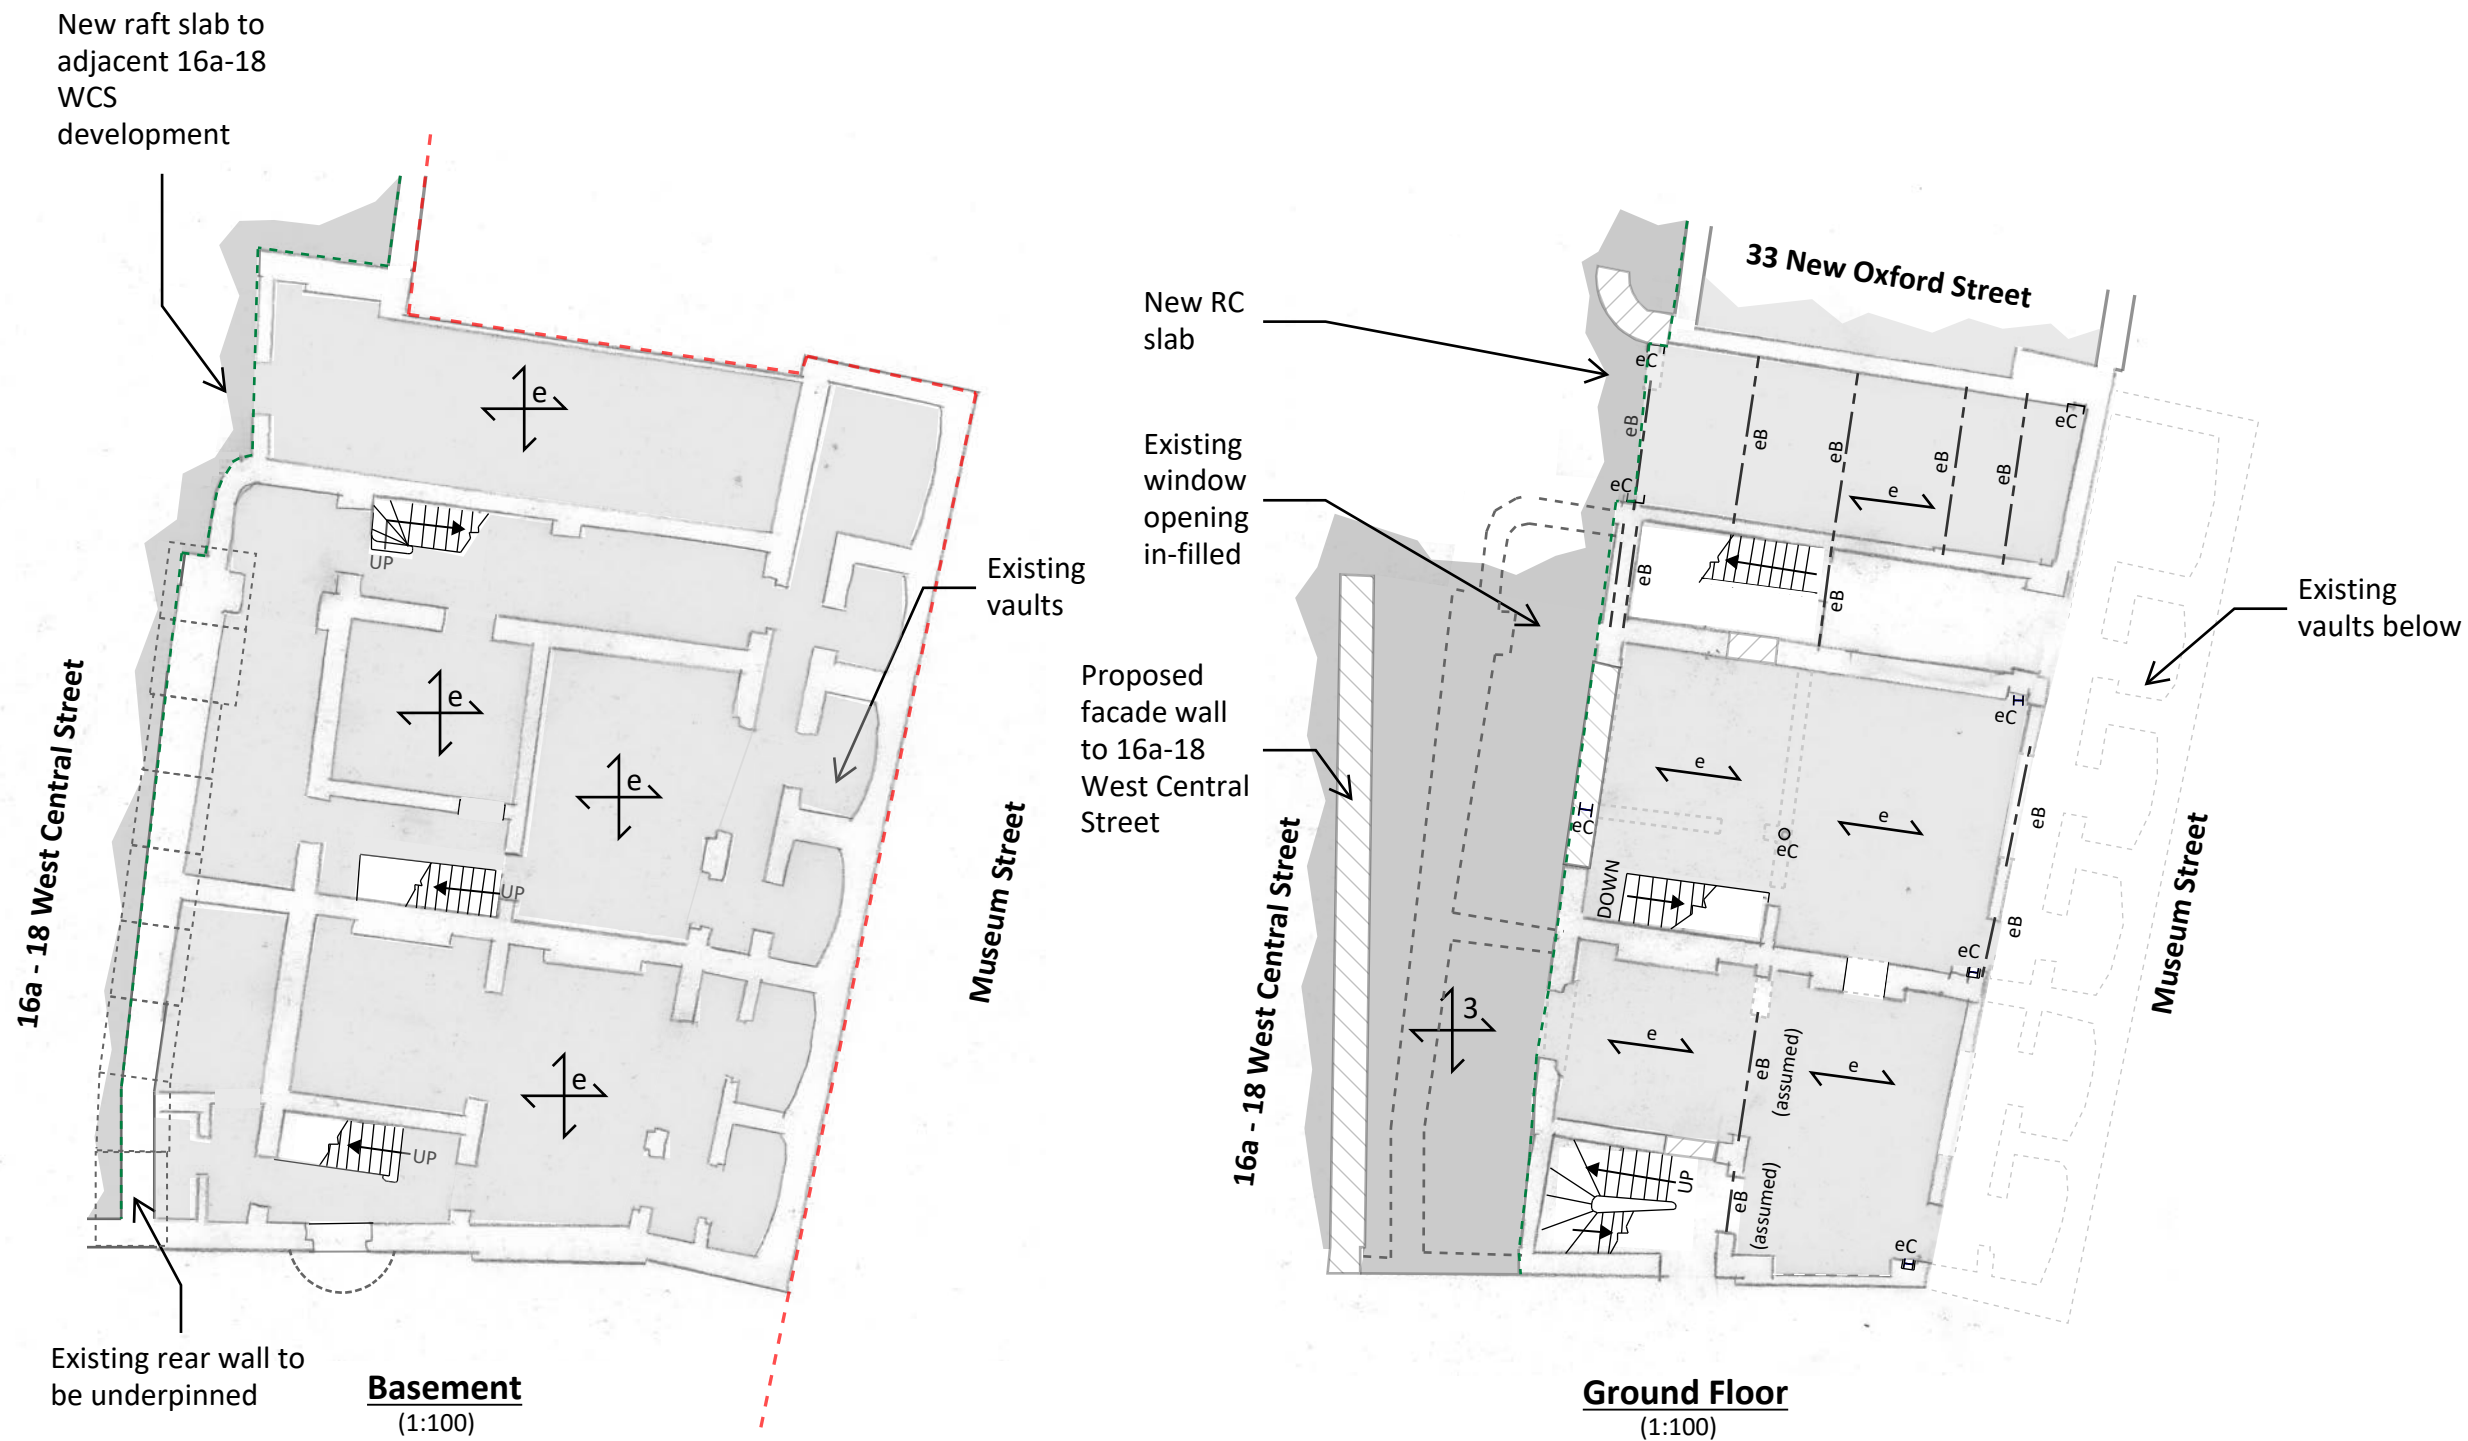 New raft slab to
adjacent 16a-18
WCS
development
e
UP
e
e
UP
e
UP
Existing
vaults
16a - 18 West Central Street
Museum Street
Existing rear wall to
be underpinned
Basement
(1:100)
33 New Oxford Street
New RC
slab
Existing
window
opening
in-filled
Proposed
facade wall
to 16a-18
West Central
Street
eC
eB
eB
eB
eB
eB
eC
eC
e
eB
eB
eC
e
e
eB
eC
eC
eB
DOWN
eC
3
e
eB
(assumed)
e
UP
eB
(assumed)
eC
Existing
vaults below
16a - 18 West Central Street
Museum Street
Ground Floor
(1:100)